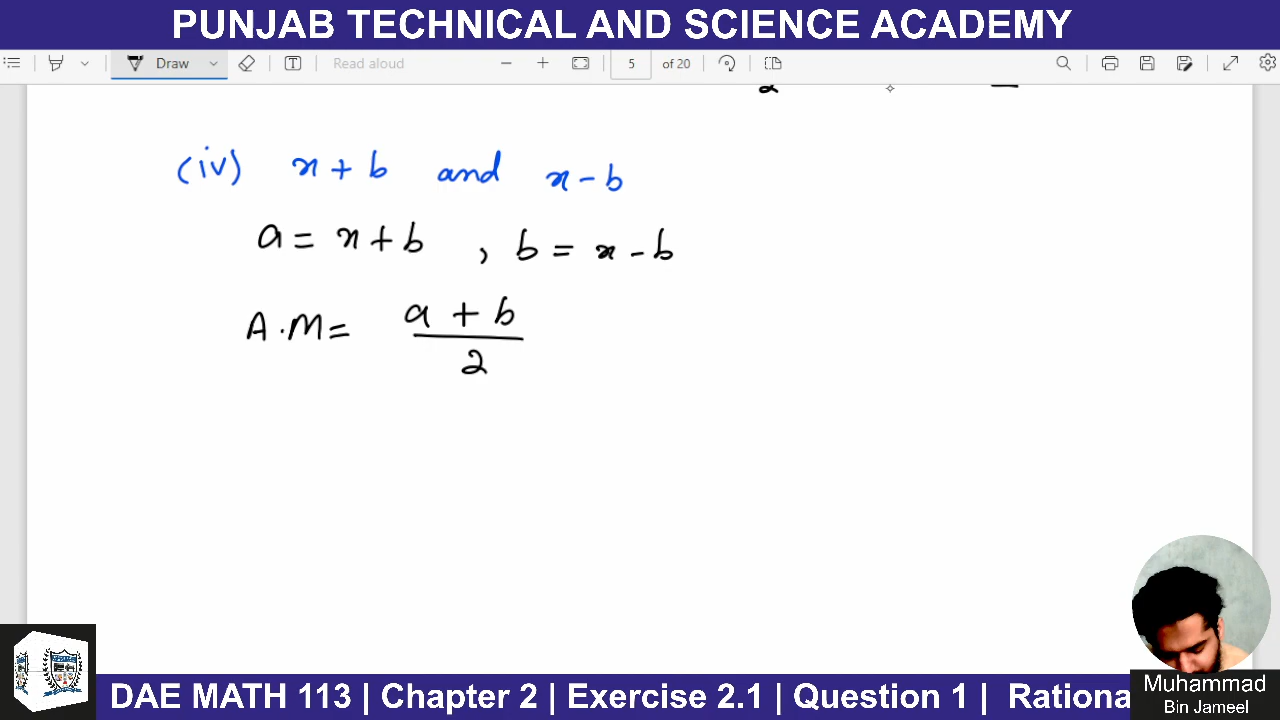 PUNJAB TECHNICAL AND SCIENCE ACADEMY
Draw Read aloud 5 of 20
2
(iv) x + b and x - b
a = x + b , b = x - b
A.M = a + b
2
Muhammad
Bin Jameel
DAE MATH 113 | Chapter 2 | Exercise 2.1 | Question 1 | Rationa